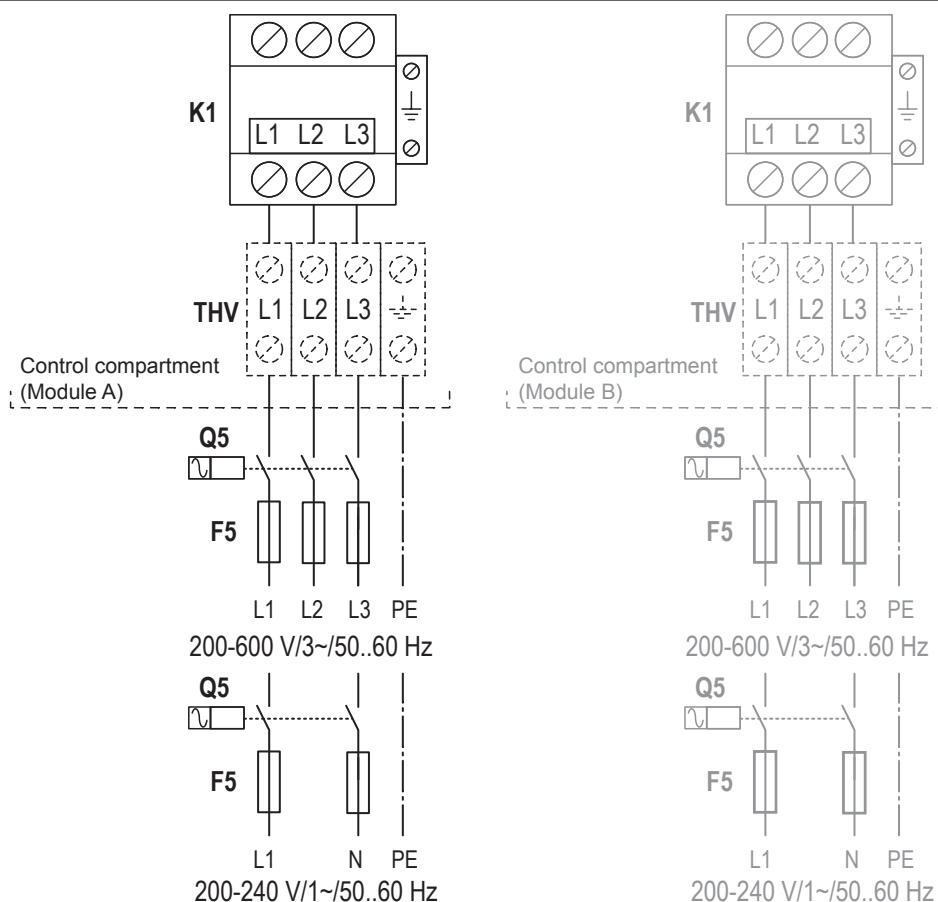 K1
L1 L2 L3
THV L1 L2 L3
Control compartment
(Module A)
Q5
F5
L1 L2 L3 PE
200-600 V/3~/50..60 Hz
Q5
F5
L1 N PE
200-240 V/1~/50..60 Hz
K1
L1 L2 L3
THV L1 L2 L3
Control compartment
(Module B)
Q5
F5
L1 L2 L3 PE
200-600 V/3~/50..60 Hz
Q5
F5
L1 N PE
200-240 V/1~/50..60 Hz